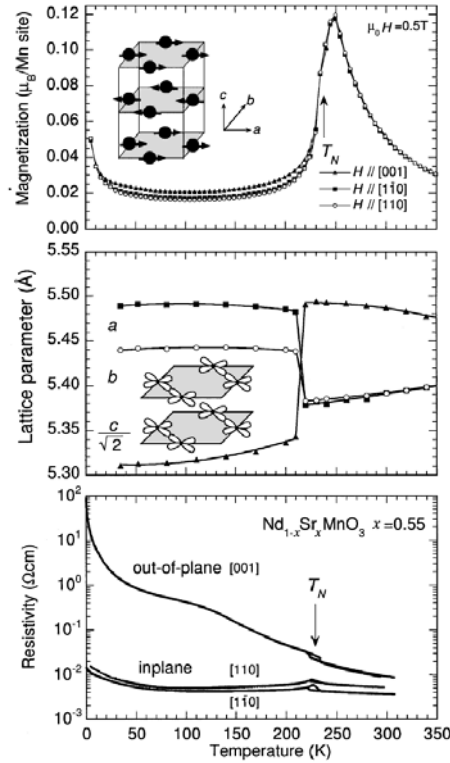 0.12
0.10
0.08
0.06
0.04
0.02
0.00
Magnetization (μB/Mn site)
μ0 H = 0.5T
c
b
a
TN
H // [001]
H // [11̄0]
H // [110]
5.55
5.50
5.45
5.40
5.35
5.30
Lattice parameter (Å)
a
b
c/√2
10²
10¹
10⁰
10⁻¹
10⁻²
10⁻³
Resistivity (Ωcm)
Nd1-xSrxMnO3 x = 0.55
out-of-plane [001]
TN
inplane
[110]
[11̄0]
0 50 100 150 200 250 300 350
Temperature (K)